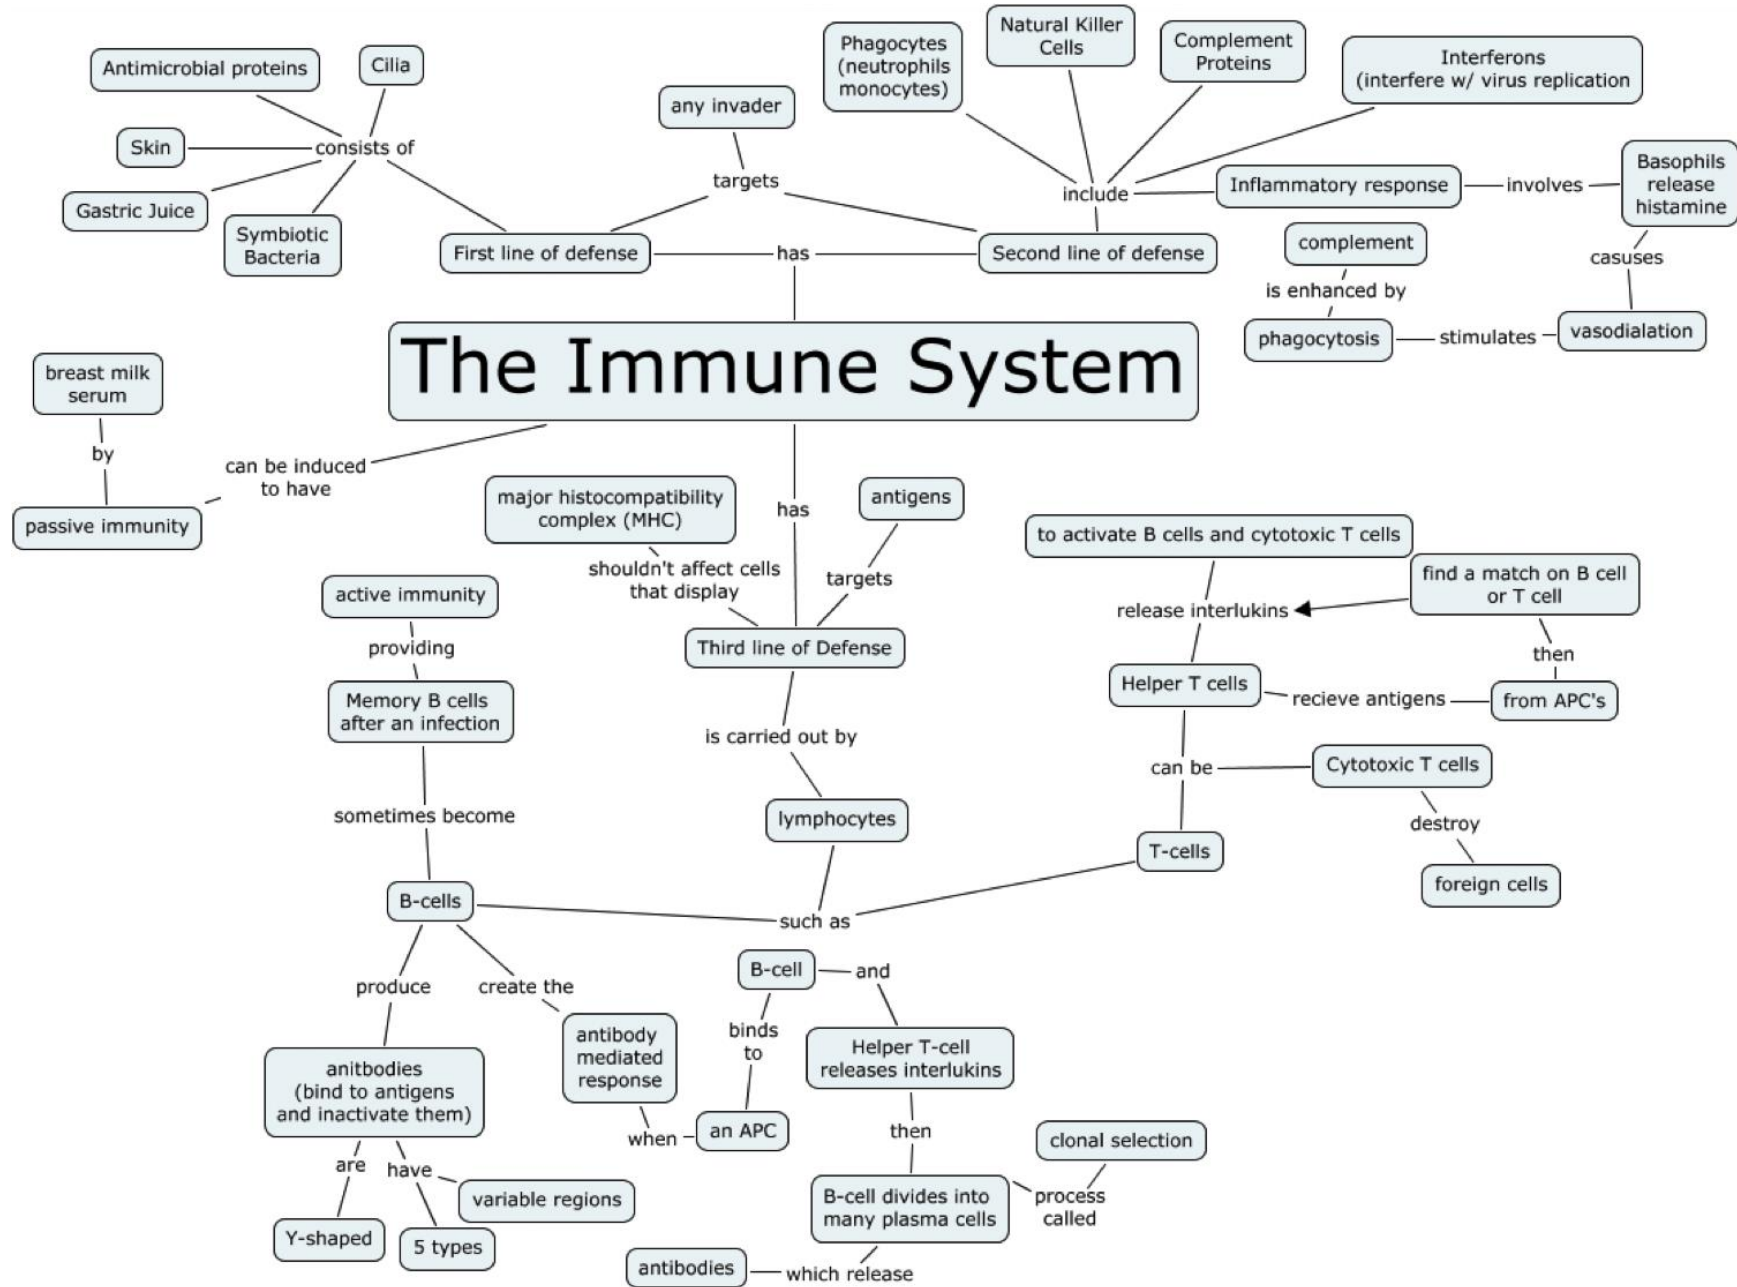 Antimicrobial proteins
Cilia
Skin
consists of
Gastric Juice
Symbiotic
Bacteria
any invader
targets
Phagocytes
(neutrophils
monocytes)
Natural Killer
Cells
Complement
Proteins
Interferons
(interfere w/ virus replication
include
Inflammatory response
involves
Basophils
release
histamine
First line of defense
has
Second line of defense
complement
casuses
is enhanced by
phagocytosis
stimulates
vasodialation
The Immune System
breast milk
serum
by
passive immunity
can be induced
to have
major histocompatibility
complex (MHC)
has
antigens
shouldn't affect cells
that display
targets
Third line of Defense
active immunity
providing
Memory B cells
after an infection
sometimes become
is carried out by
lymphocytes
to activate B cells and cytotoxic T cells
find a match on B cell
or T cell
release interlukins
then
Helper T cells
recieve antigens
from APC's
can be
Cytotoxic T cells
destroy
foreign cells
T-cells
B-cells
such as
produce
create the
B-cell
and
antibody
mediated
response
binds
to
Helper T-cell
releases interlukins
anitbodies
(bind to antigens
and inactivate them)
when
an APC
then
clonal selection
are
have
variable regions
Y-shaped
5 types
B-cell divides into
many plasma cells
process
called
antibodies
which release